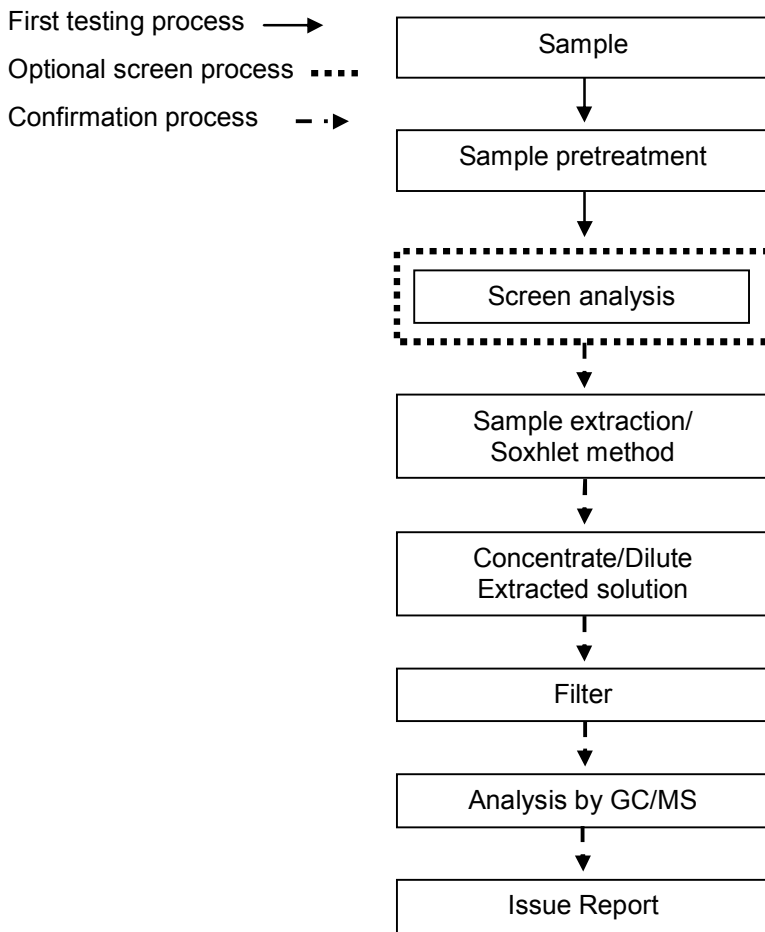 First testing process
Optional screen process
Confirmation process
Sample
Sample pretreatment
Screen analysis
Sample extraction/
Soxhlet method
Concentrate/Dilute
Extracted solution
Filter
Analysis by GC/MS
Issue Report